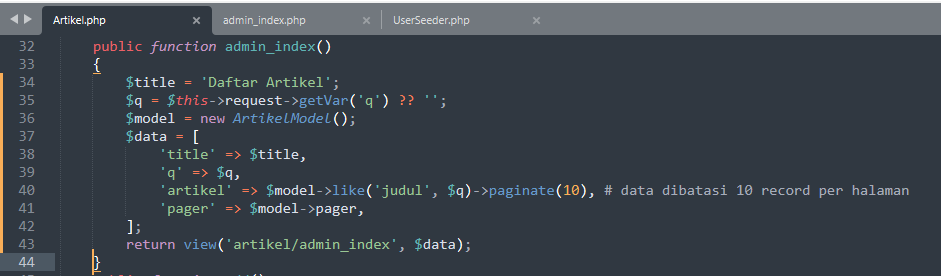 Artikel.php × admin_index.php × UserSeeder.php ×
32 public function admin_index()
33 {
34 $title = 'Daftar Artikel';
35 $q = $this->request->getVar('q') ?? '';
36 $model = new ArtikelModel();
37 $data = [
38 'title' => $title,
39 'q' => $q,
40 'artikel' => $model->like('judul', $q)->paginate(10), # data dibatasi 10 record per halaman
41 'pager' => $model->pager,
42 ];
43 return view('artikel/admin_index', $data);
44 }